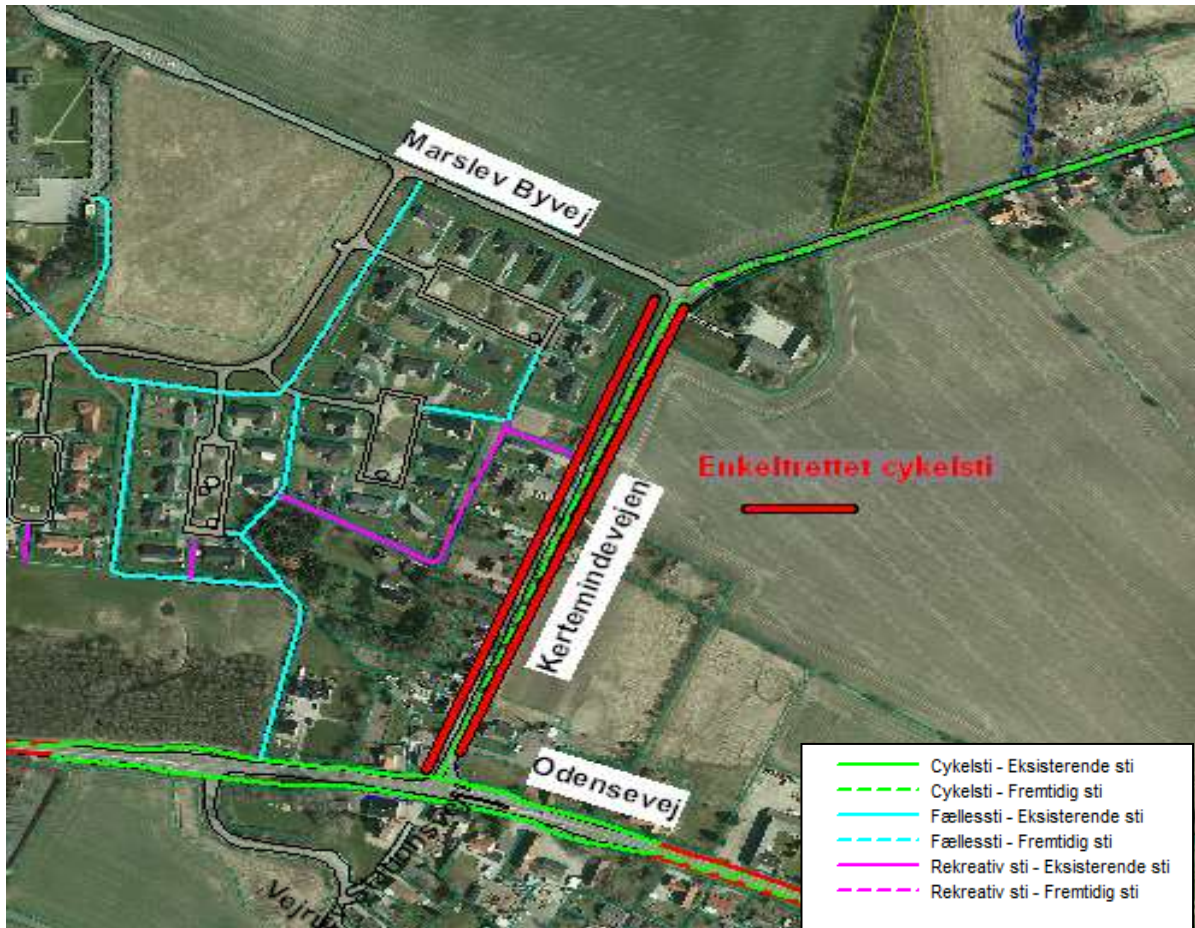 Marslev Byvej
Enkeltrettet cykelsti
Kertemindevejen
Odensevej
Cykelsti - Eksisterende sti
Cykelsti - Fremtidig sti
Fællessti - Eksisterende sti
Fællessti - Fremtidig sti
Rekreativ sti - Eksisterende sti
Rekreativ sti - Fremtidig sti